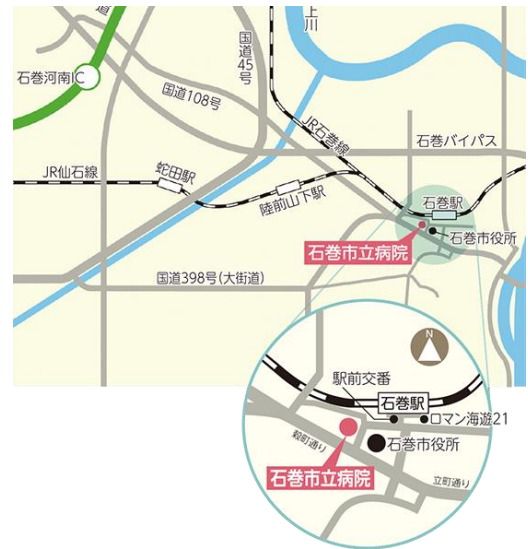 道
上川
国道45号
石巻河南IC
国道108号
JR石巻線
石巻バイパス
JR仙石線
蛇田駅
陸前山下駅
石巻駅
石巻市役所
石巻市立病院
国道398号(大街道)
N
駅前交番
石巻駅
ロマン海遊21
穀町通り
石巻市役所
石巻市立病院
立町通り